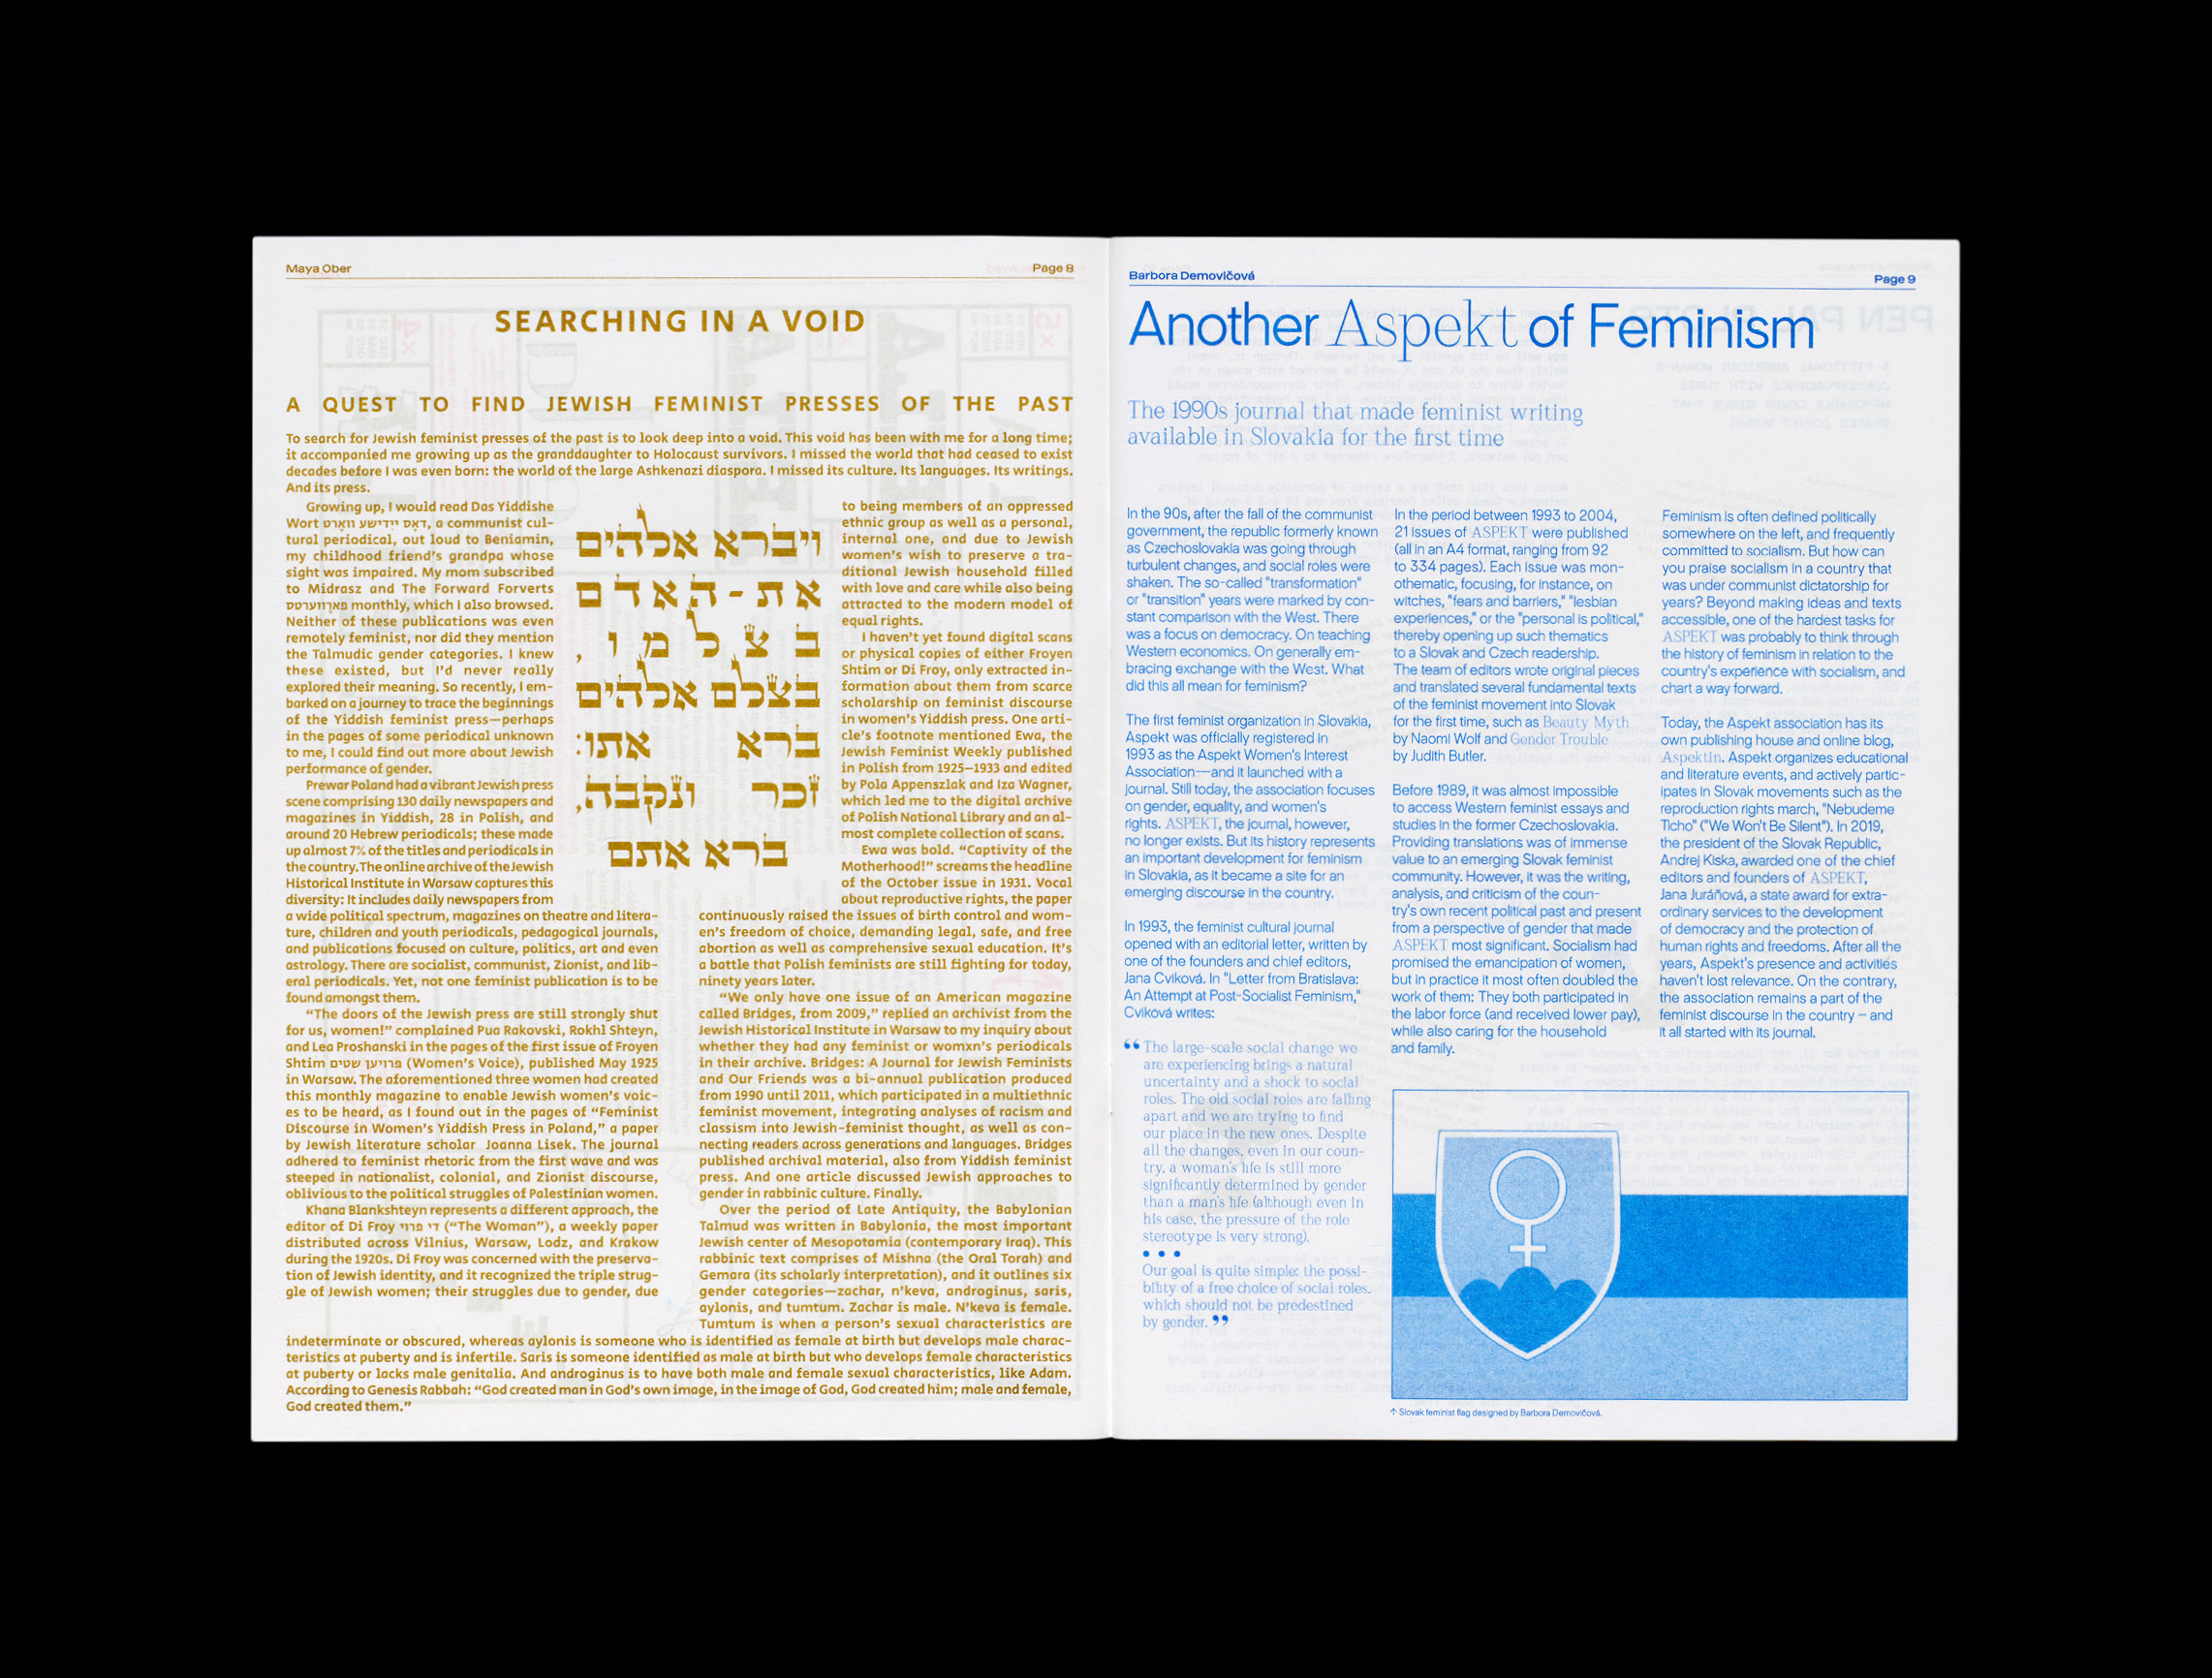 Maya Ober
Page 8
SEARCHING IN A VOID
A QUEST TO FIND JEWISH FEMINIST PRESSES OF THE PAST
To search for Jewish feminist presses of the past is to look deep into a void. This void has been with me for a long time;
it accompanied me growing up as the granddaughter to Holocaust survivors. I missed the world that had ceased to exist
decades before I was even born: the world of the large Ashkenazi diaspora. I missed its culture. Its languages. Its writings.
And its press.
Growing up, I would read Das Yiddishe
Wort דאָס ייִדישע וואָרט, a communist cul-
tural periodical, out loud to Beniamin,
my childhood friend's grandpa whose
sight was impaired. My mom subscribed
to Midrasz and The Forward Forverts
פֿאָרווערטס monthly, which I also browsed.
Neither of these publications was even
remotely feminist, nor did they mention
the Talmudic gender categories. I knew
these existed, but I'd never really
explored their meaning. So recently, I em-
barked on a journey to trace the beginnings
of the Yiddish feminist press—perhaps
in the pages of some periodical unknown
to me, I could find out more about Jewish
performance of gender.
Prewar Poland had a vibrant Jewish press
scene comprising 130 daily newspapers and
magazines in Yiddish, 28 in Polish, and
around 20 Hebrew periodicals; these made
up almost 7% of the titles and periodicals in
the country. The online archive of the Jewish
Historical Institute in Warsaw captures this
diversity: It includes daily newspapers from
a wide political spectrum, magazines on theatre and litera-
ture, children and youth periodicals, pedagogical journals,
and publications focused on culture, politics, art and even
astrology. There are socialist, communist, Zionist, and lib-
eral periodicals. Yet, not one feminist publication is to be
found amongst them.
"The doors of the Jewish press are still strongly shut
for us, women!" complained Pua Rakovski, Rokhl Shteyn,
and Lea Proshanski in the pages of the first issue of Froyen
Shtim פרויען שטים (Women's Voice), published May 1925
in Warsaw. The aforementioned three women had created
this monthly magazine to enable Jewish women's voic-
es to be heard, as I found out in the pages of "Feminist
Discourse in Women's Yiddish Press in Poland," a paper
by Jewish literature scholar Joanna Lisek. The journal
adhered to feminist rhetoric from the first wave and was
steeped in nationalist, colonial, and Zionist discourse,
oblivious to the political struggles of Palestinian women.
Khana Blankshteyn represents a different approach, the
editor of Di Froy די פרוי ("The Woman"), a weekly paper
distributed across Vilnius, Warsaw, Lodz, and Krakow
during the 1920s. Di Froy was concerned with the preserva-
tion of Jewish identity, and it recognized the triple strug-
gle of Jewish women; their struggles due to gender, due
ויברא אלהים
את-האדם
בצלמו,
בצלם אלהים
ברא אתו:
זכר ונקבה,
ברא אתם
to being members of an oppressed
ethnic group as well as a personal,
internal one, and due to Jewish
women's wish to preserve a tra-
ditional Jewish household filled
with love and care while also being
attracted to the modern model of
equal rights.
I haven't yet found digital scans
or physical copies of either Froyen
Shtim or Di Froy, only extracted in-
formation about them from scarce
scholarship on feminist discourse
in women's Yiddish press. One arti-
cle's footnote mentioned Ewa, the
Jewish Feminist Weekly published
in Polish from 1925–1933 and edited
by Pola Appenszlak and Iza Wagner,
which led me to the digital archive
of Polish National Library and an al-
most complete collection of scans.
Ewa was bold. "Captivity of the
Motherhood!" screams the headline
of the October issue in 1931. Vocal
about reproductive rights, the paper
continuously raised the issues of birth control and wom-
en's freedom of choice, demanding legal, safe, and free
abortion as well as comprehensive sexual education. It's
a battle that Polish feminists are still fighting for today,
ninety years later.
"We only have one issue of an American magazine
called Bridges, from 2009," replied an archivist from the
Jewish Historical Institute in Warsaw to my inquiry about
whether they had any feminist or womxn's periodicals
in their archive. Bridges: A Journal for Jewish Feminists
and Our Friends was a bi-annual publication produced
from 1990 until 2011, which participated in a multiethnic
feminist movement, integrating analyses of racism and
classism into Jewish-feminist thought, as well as con-
necting readers across generations and languages. Bridges
published archival material, also from Yiddish feminist
press. And one article discussed Jewish approaches to
gender in rabbinic culture. Finally.
Over the period of Late Antiquity, the Babylonian
Talmud was written in Babylonia, the most important
Jewish center of Mesopotamia (contemporary Iraq). This
rabbinic text comprises of Mishna (the Oral Torah) and
Gemara (its scholarly interpretation), and it outlines six
gender categories—zachar, n'keva, androginus, saris,
aylonis, and tumtum. Zachar is male. N'keva is female.
Tumtum is when a person's sexual characteristics are
indeterminate or obscured, whereas aylonis is someone who is identified as female at birth but develops male charac-
teristics at puberty and is infertile. Saris is someone identified as male at birth but who develops female characteristics
at puberty or lacks male genitalia. And androginus is to have both male and female sexual characteristics, like Adam.
According to Genesis Rabbah: "God created man in God's own image, in the image of God, God created him; male and female,
God created them."
Barbora Demovičová
Page 9
Another Aspekt of Feminism
The 1990s journal that made feminist writing
available in Slovakia for the first time
In the 90s, after the fall of the communist
government, the republic formerly known
as Czechoslovakia was going through
turbulent changes, and social roles were
shaken. The so-called "transformation"
or "transition" years were marked by con-
stant comparison with the West. There
was a focus on democracy. On teaching
Western economics. On generally em-
bracing exchange with the West. What
did this all mean for feminism?
The first feminist organization in Slovakia,
Aspekt was officially registered in
1993 as the Aspekt Women's Interest
Association—and it launched with a
journal. Still today, the association focuses
on gender, equality, and women's
rights. ASPEKT, the journal, however,
no longer exists. But its history represents
an important development for feminism
in Slovakia, as it became a site for an
emerging discourse in the country.
In 1993, the feminist cultural journal
opened with an editorial letter, written by
one of the founders and chief editors,
Jana Cviková. In "Letter from Bratislava:
An Attempt at Post-Socialist Feminism,"
Cviková writes:
“ The large-scale social change we
are experiencing brings a natural
uncertainty and a shock to social
roles. The old social roles are falling
apart and we are trying to find
our place in the new ones. Despite
all the changes, even in our coun-
try, a woman's life is still more
significantly determined by gender
than a man's life (although even in
his case, the pressure of the role
stereotype is very strong).
• • •
Our goal is quite simple: the possi-
bility of a free choice of social roles,
which should not be predestined
by gender. ”
In the period between 1993 to 2004,
21 issues of ASPEKT were published
(all in an A4 format, ranging from 92
to 334 pages). Each issue was mon-
othematic, focusing, for instance, on
witches, "fears and barriers," "lesbian
experiences," or the "personal is political,"
thereby opening up such thematics
to a Slovak and Czech readership.
The team of editors wrote original pieces
and translated several fundamental texts
of the feminist movement into Slovak
for the first time, such as Beauty Myth
by Naomi Wolf and Gender Trouble
by Judith Butler.
Before 1989, it was almost impossible
to access Western feminist essays and
studies in the former Czechoslovakia.
Providing translations was of immense
value to an emerging Slovak feminist
community. However, it was the writing,
analysis, and criticism of the coun-
try's own recent political past and present
from a perspective of gender that made
ASPEKT most significant. Socialism had
promised the emancipation of women,
but in practice it most often doubled the
work of them: They both participated in
the labor force (and received lower pay),
while also caring for the household
and family.
Feminism is often defined politically
somewhere on the left, and frequently
committed to socialism. But how can
you praise socialism in a country that
was under communist dictatorship for
years? Beyond making ideas and texts
accessible, one of the hardest tasks for
ASPEKT was probably to think through
the history of feminism in relation to the
country's experience with socialism, and
chart a way forward.
Today, the Aspekt association has its
own publishing house and online blog,
Aspektin. Aspekt organizes educational
and literature events, and actively partic-
ipates in Slovak movements such as the
reproduction rights march, "Nebudeme
Ticho" ("We Won't Be Silent"). In 2019,
the president of the Slovak Republic,
Andrej Kiska, awarded one of the chief
editors and founders of ASPEKT,
Jana Juráňová, a state award for extra-
ordinary services to the development
of democracy and the protection of
human rights and freedoms. After all the
years, Aspekt's presence and activities
haven't lost relevance. On the contrary,
the association remains a part of the
feminist discourse in the country – and
it all started with its journal.
↑ Slovak feminist flag designed by Barbora Demovičová.